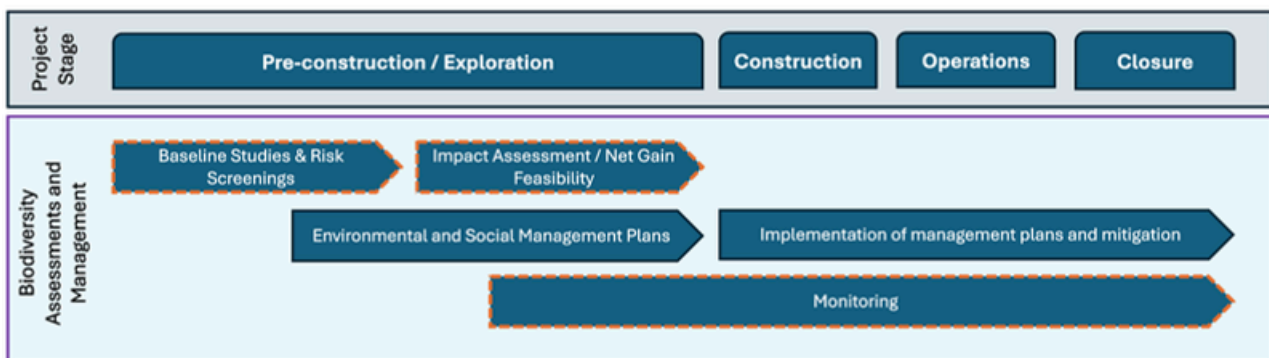 Project
Stage
Pre-construction / Exploration
Construction
Operations
Closure
Biodiversity
Assessments and
Management
Baseline Studies & Risk
Screenings
Impact Assessment / Net Gain
Feasibility
Environmental and Social Management Plans
Implementation of management plans and mitigation
Monitoring